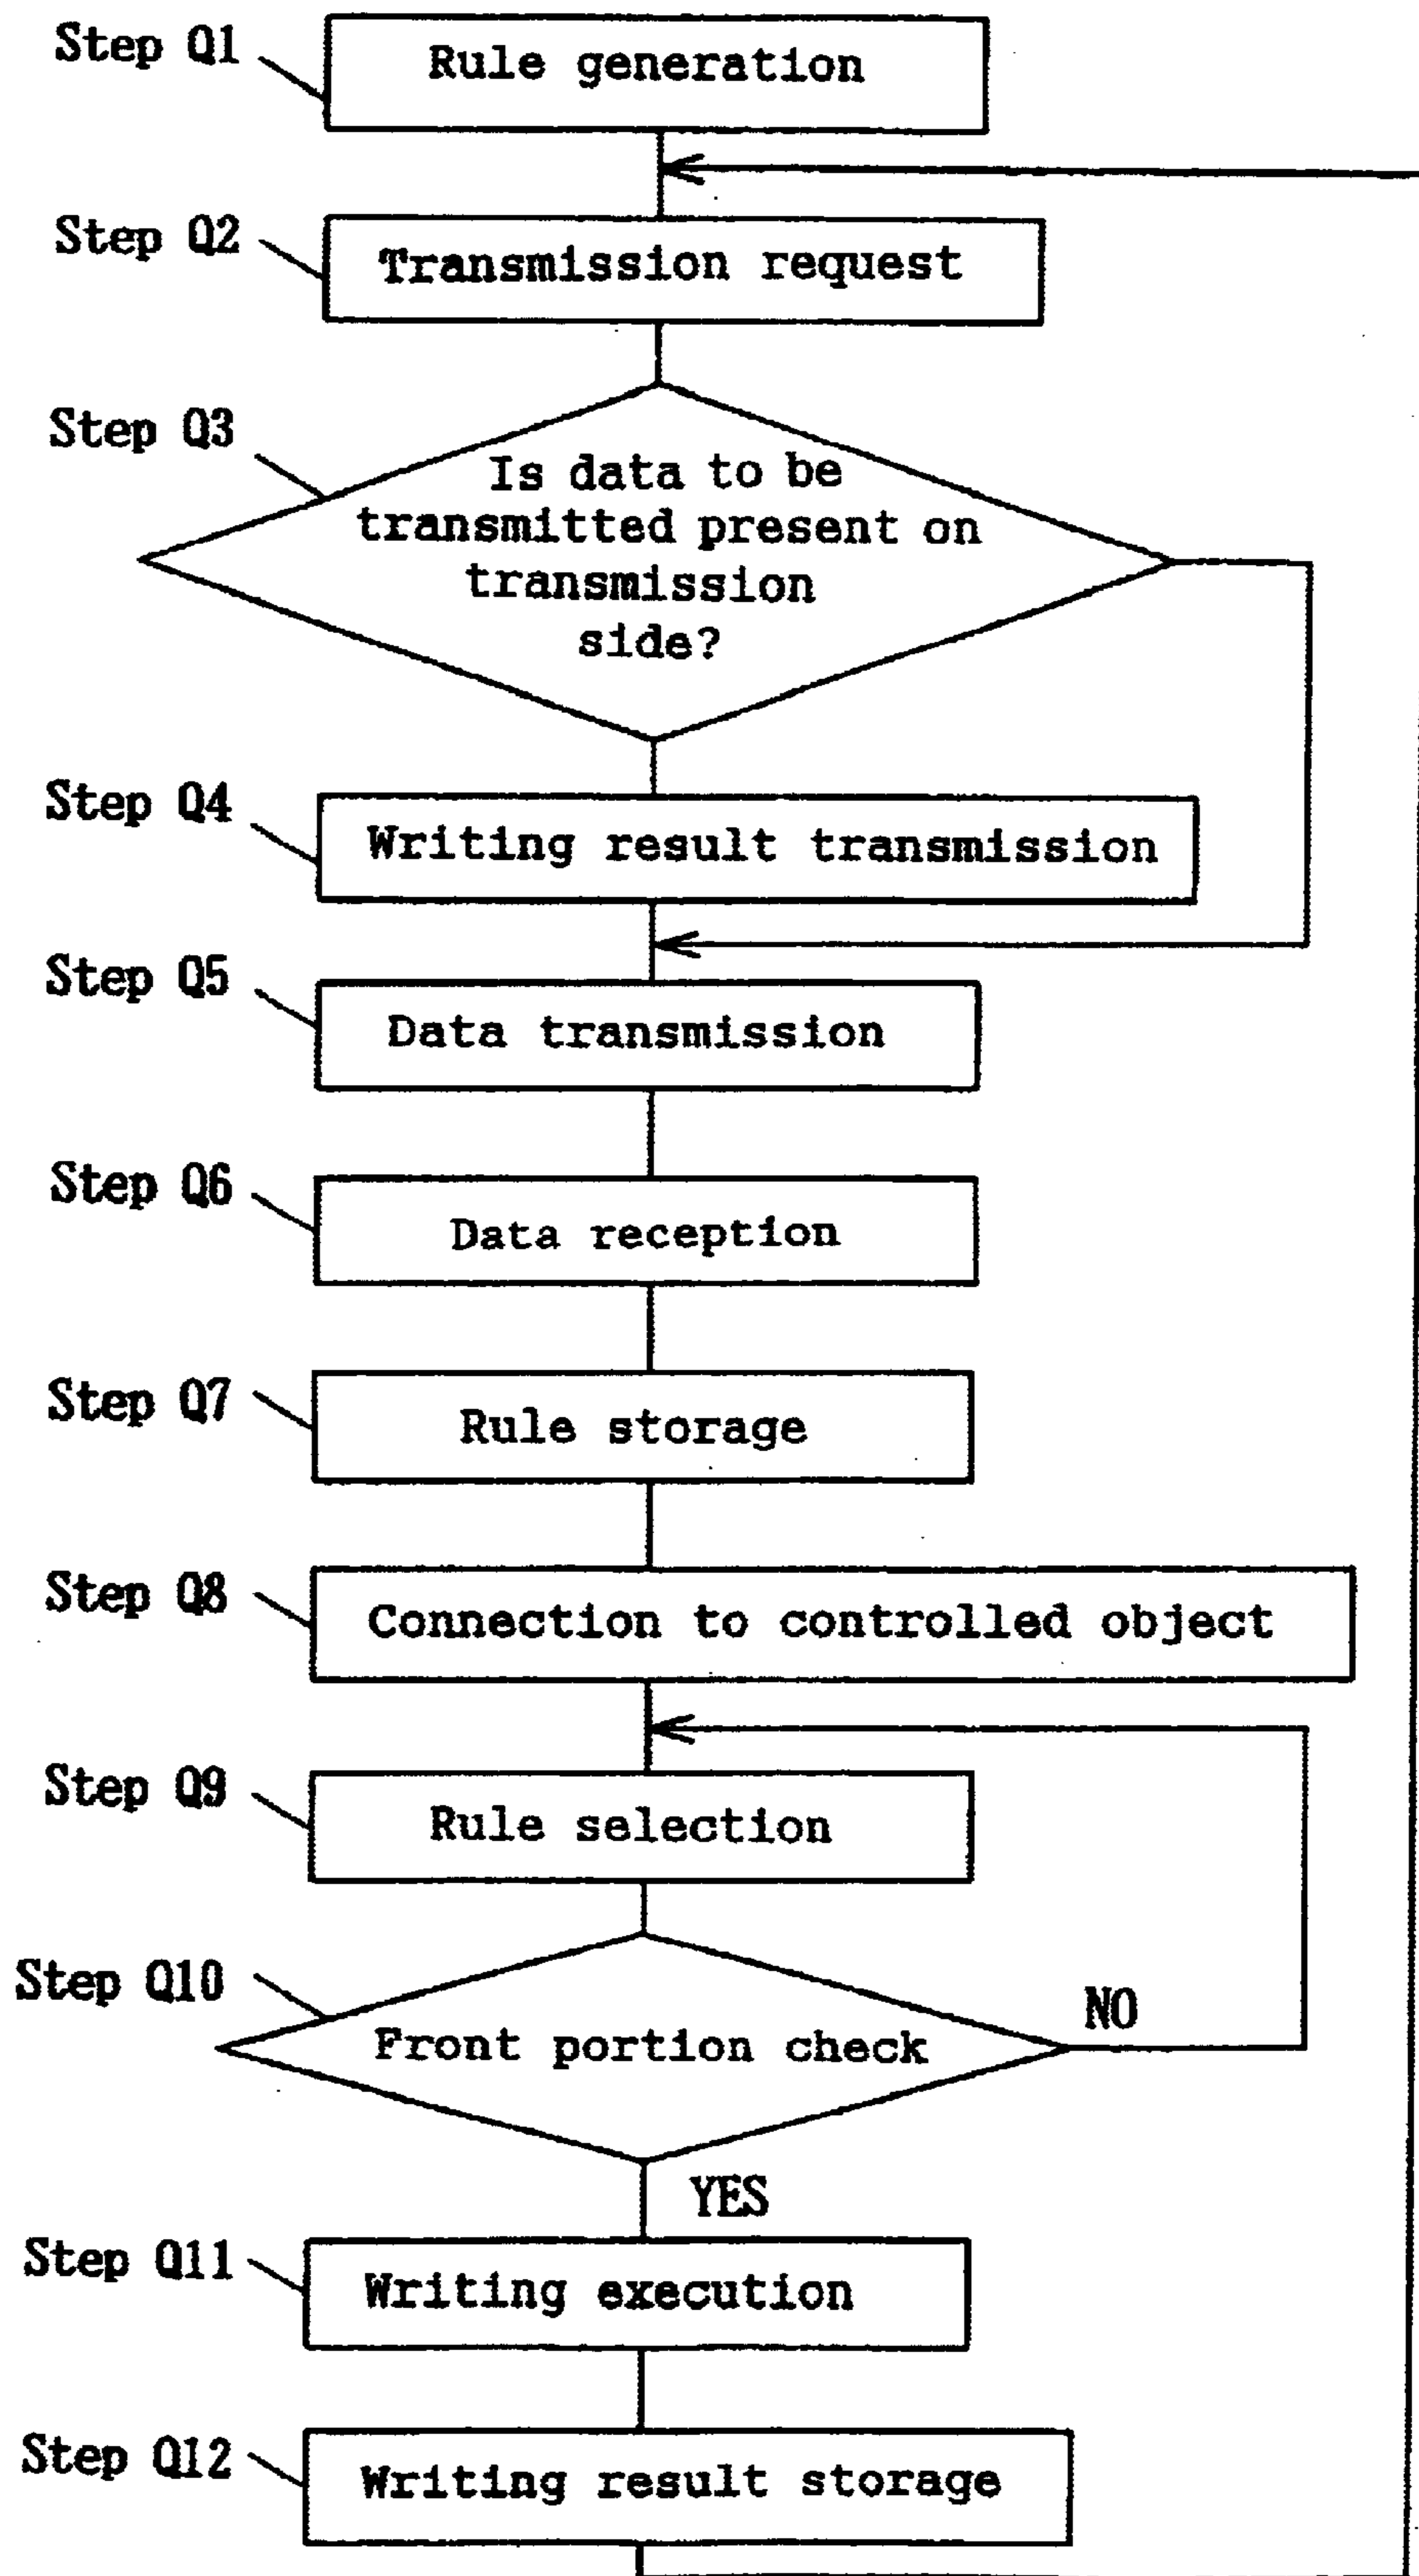 Step Q1
Rule generation
Step Q2
Transmission request
Step Q3
Is data to be
transmitted present on
transmission
side?
Step Q4
Writing result transmission
Step Q5
Data transmission
Step Q6
Data reception
Step Q7
Rule storage
Step Q8
Connection to controlled object
Step Q9
Rule selection
Step Q10
Front portion check
NO
YES
Step Q11
Writing execution
Step Q12
Writing result storage